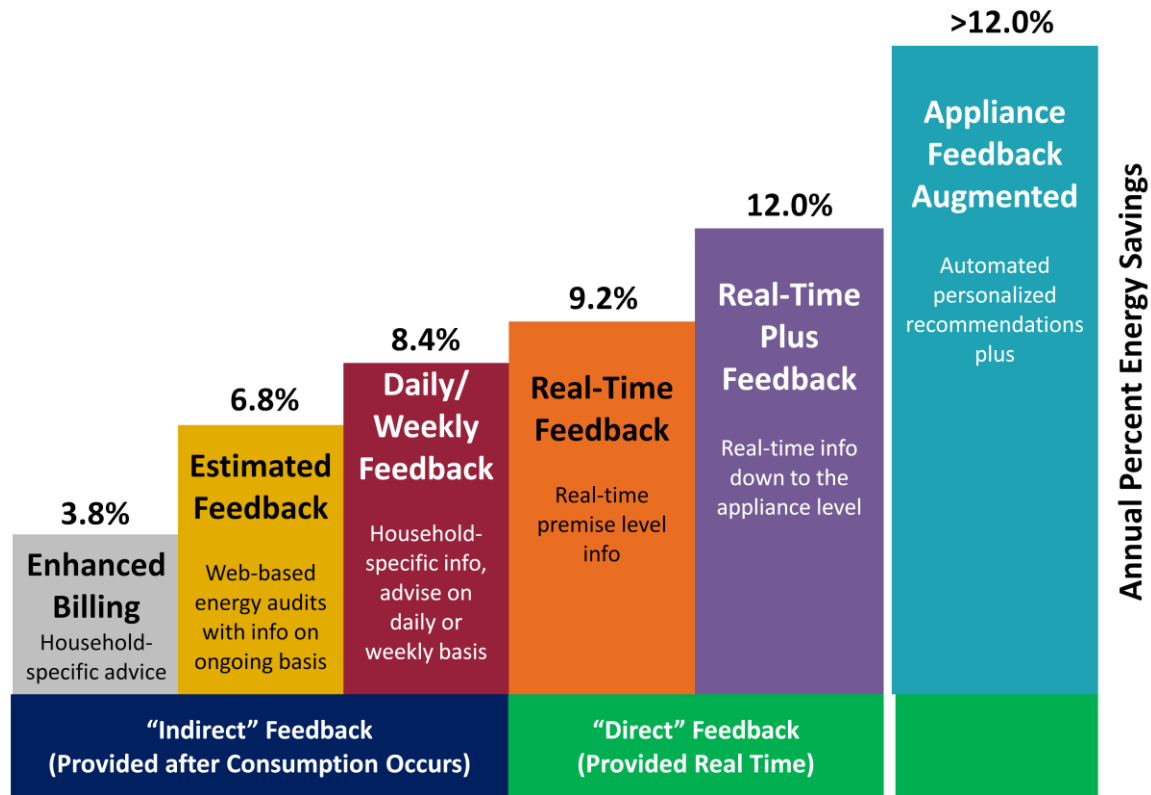 3.8%
Enhanced
Billing
Household-
specific advice
6.8%
Estimated
Feedback
Web-based
energy audits
with info on
ongoing basis
8.4%
Daily/
Weekly
Feedback
Household-
specific info,
advise on
daily or
weekly basis
9.2%
Real-Time
Feedback
Real-time
premise level
info
12.0%
Real-Time
Plus
Feedback
Real-time info
down to the
appliance level
>12.0%
Appliance
Feedback
Augmented
Automated
personalized
recommendations
plus
Annual Percent Energy Savings
“Indirect” Feedback
(Provided after Consumption Occurs)
“Direct” Feedback
(Provided Real Time)